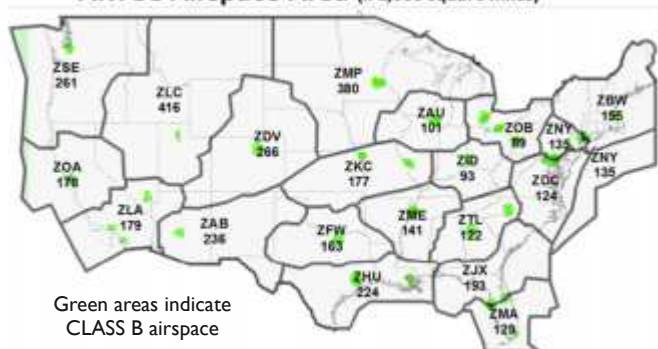 ZSE
261
ZLC
416
ZMP
380
ZAU
101
ZOB
89
ZBW
155
ZNY
135
ZNY
135
ZDV
266
ZKC
177
ZID
93
ZDC
124
ZOA
178
ZLA
179
ZAB
236
ZFW
163
ZME
141
ZTL
122
ZHU
224
ZJX
193
ZMA
129
Green areas indicate
CLASS B airspace